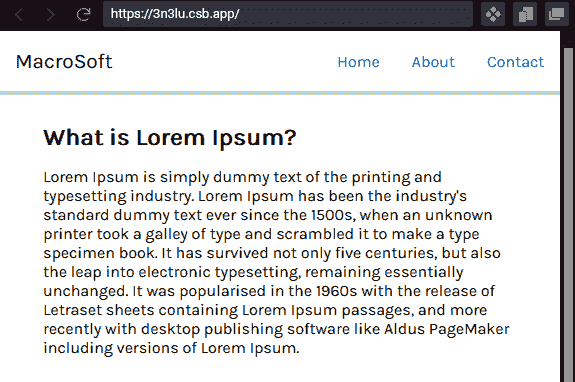 https://3n3lu.csb.app/
MacroSoft Home About Contact
What is Lorem Ipsum?
Lorem Ipsum is simply dummy text of the printing and
typesetting industry. Lorem Ipsum has been the industry's
standard dummy text ever since the 1500s, when an unknown
printer took a galley of type and scrambled it to make a type
specimen book. It has survived not only five centuries, but also
the leap into electronic typesetting, remaining essentially
unchanged. It was popularised in the 1960s with the release of
Letraset sheets containing Lorem Ipsum passages, and more
recently with desktop publishing software like Aldus PageMaker
including versions of Lorem Ipsum.